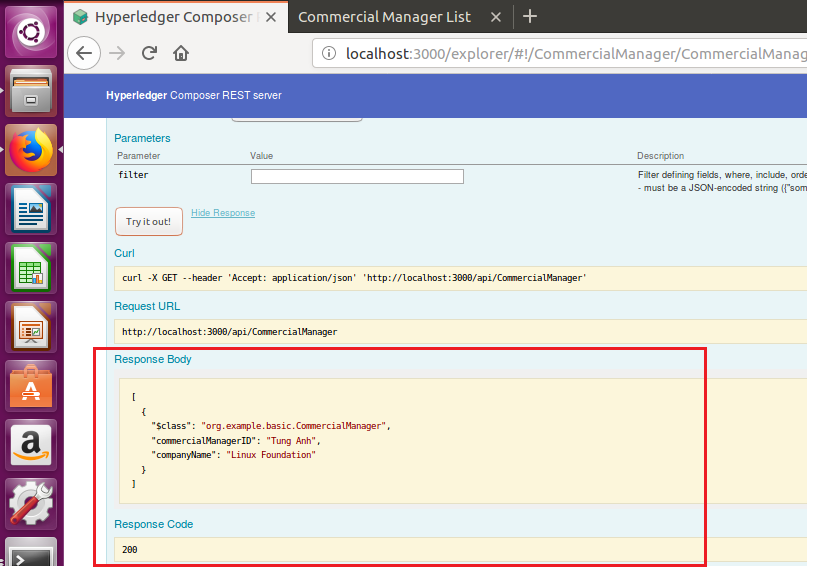 Hyperledger Composer
Commercial Manager List
localhost:3000/explorer/#!/CommercialManager/CommercialManag
Hyperledger Composer REST server
Parameters
Parameter Value Description
filter Filter defining fields, where, include, orde
- must be a JSON-encoded string ({"som
Try it out! Hide Response
Curl
curl -X GET --header 'Accept: application/json' 'http://localhost:3000/api/CommercialManager'
Request URL
http://localhost:3000/api/CommercialManager
Response Body
[
{
"$class": "org.example.basic.CommercialManager",
"commercialManagerID": "Tung Anh",
"companyName": "Linux Foundation"
}
]
Response Code
200